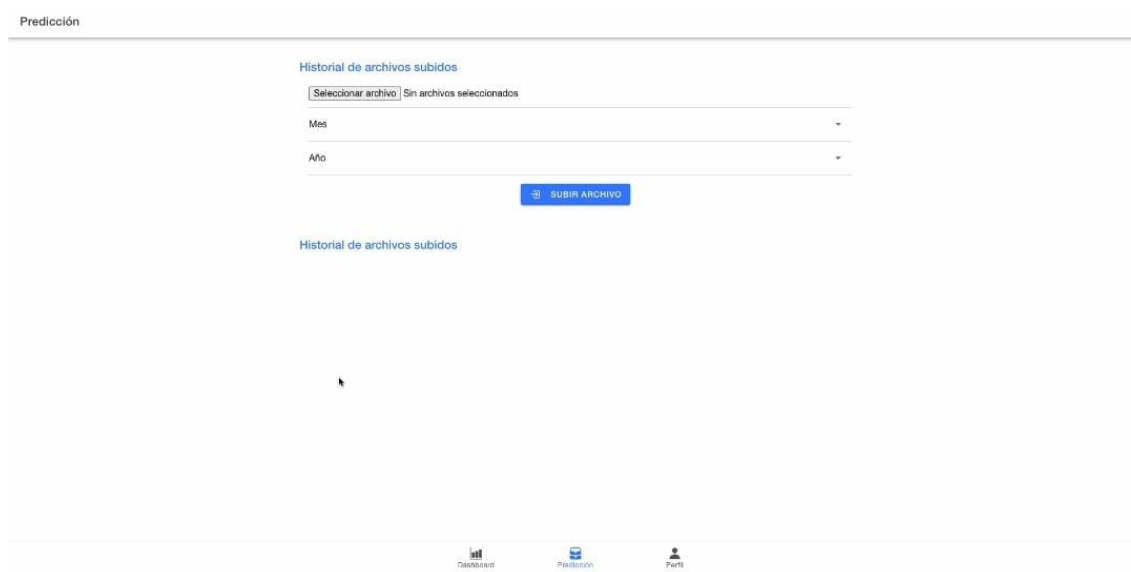 Predicción
Historial de archivos subidos
Seleccionar archivo Sin archivos seleccionados
Mes
Año
SUBIR ARCHIVO
Historial de archivos subidos
Dashboard Predicción Perfil